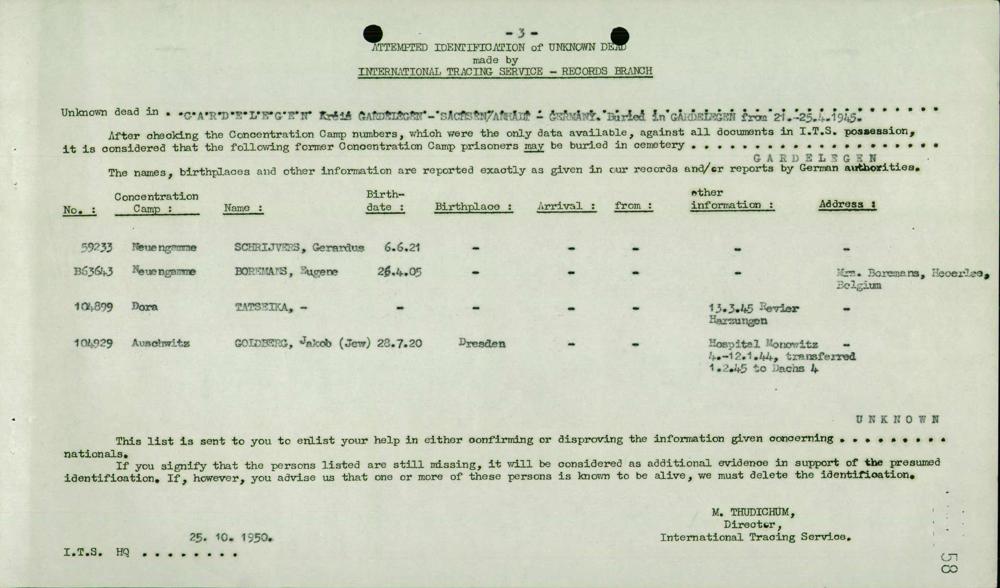 - 3 -
ATTEMPTED IDENTIFICATION of UNKNOWN DEAD
made by
INTERNATIONAL TRACING SERVICE - RECORDS BRANCH
Unknown dead in . . G A R D E L E G E N Kreis GARDELEGEN - SACHSEN/ANHALT - GERMANY. Buried in GARDELEGEN from 21.-25.4.1945.
After checking the Concentration Camp numbers, which were the only data available, against all documents in I.T.S. possession,
it is considered that the following former Concentration Camp prisoners may be buried in cemetery . . . . . . . . . . . . . . . . . . .
G A R D E L E G E N
The names, birthplaces and other information are reported exactly as given in our records and/or reports by German authorities.
No. : Concentration Camp : Name : Birth-date : Birthplace : Arrival : from : other information : Address :
59233 Neuengamme SCHRIJVERS, Gerardus 6.6.21 - - - - -
B63643 Neuengamme BOREMANS, Eugene 26.4.05 - - - - Mrs. Boremans, Heverlee,
Belgium
104899 Dora TATSEIKA, - - - - - 13.3.45 Revier -
Harzungen
104929 Auschwitz GOLDBERG, Jakob (Jew) 28.7.20 Dresden - - Hospital Monowitz -
4.-12.1.44, transferred
1.2.45 to Dachs 4
U N K N O W N
This list is sent to you to enlist your help in either confirming or disproving the information given concerning . . . . . . . . .
nationals.
If you signify that the persons listed are still missing, it will be considered as additional evidence in support of the presumed
identification. If, however, you advise us that one or more of these persons is known to be alive, we must delete the identification.
M. THUDICHUM,
Director,
International Tracing Service.
25. 10. 1950.
I.T.S. HQ . . . . . . . .
58